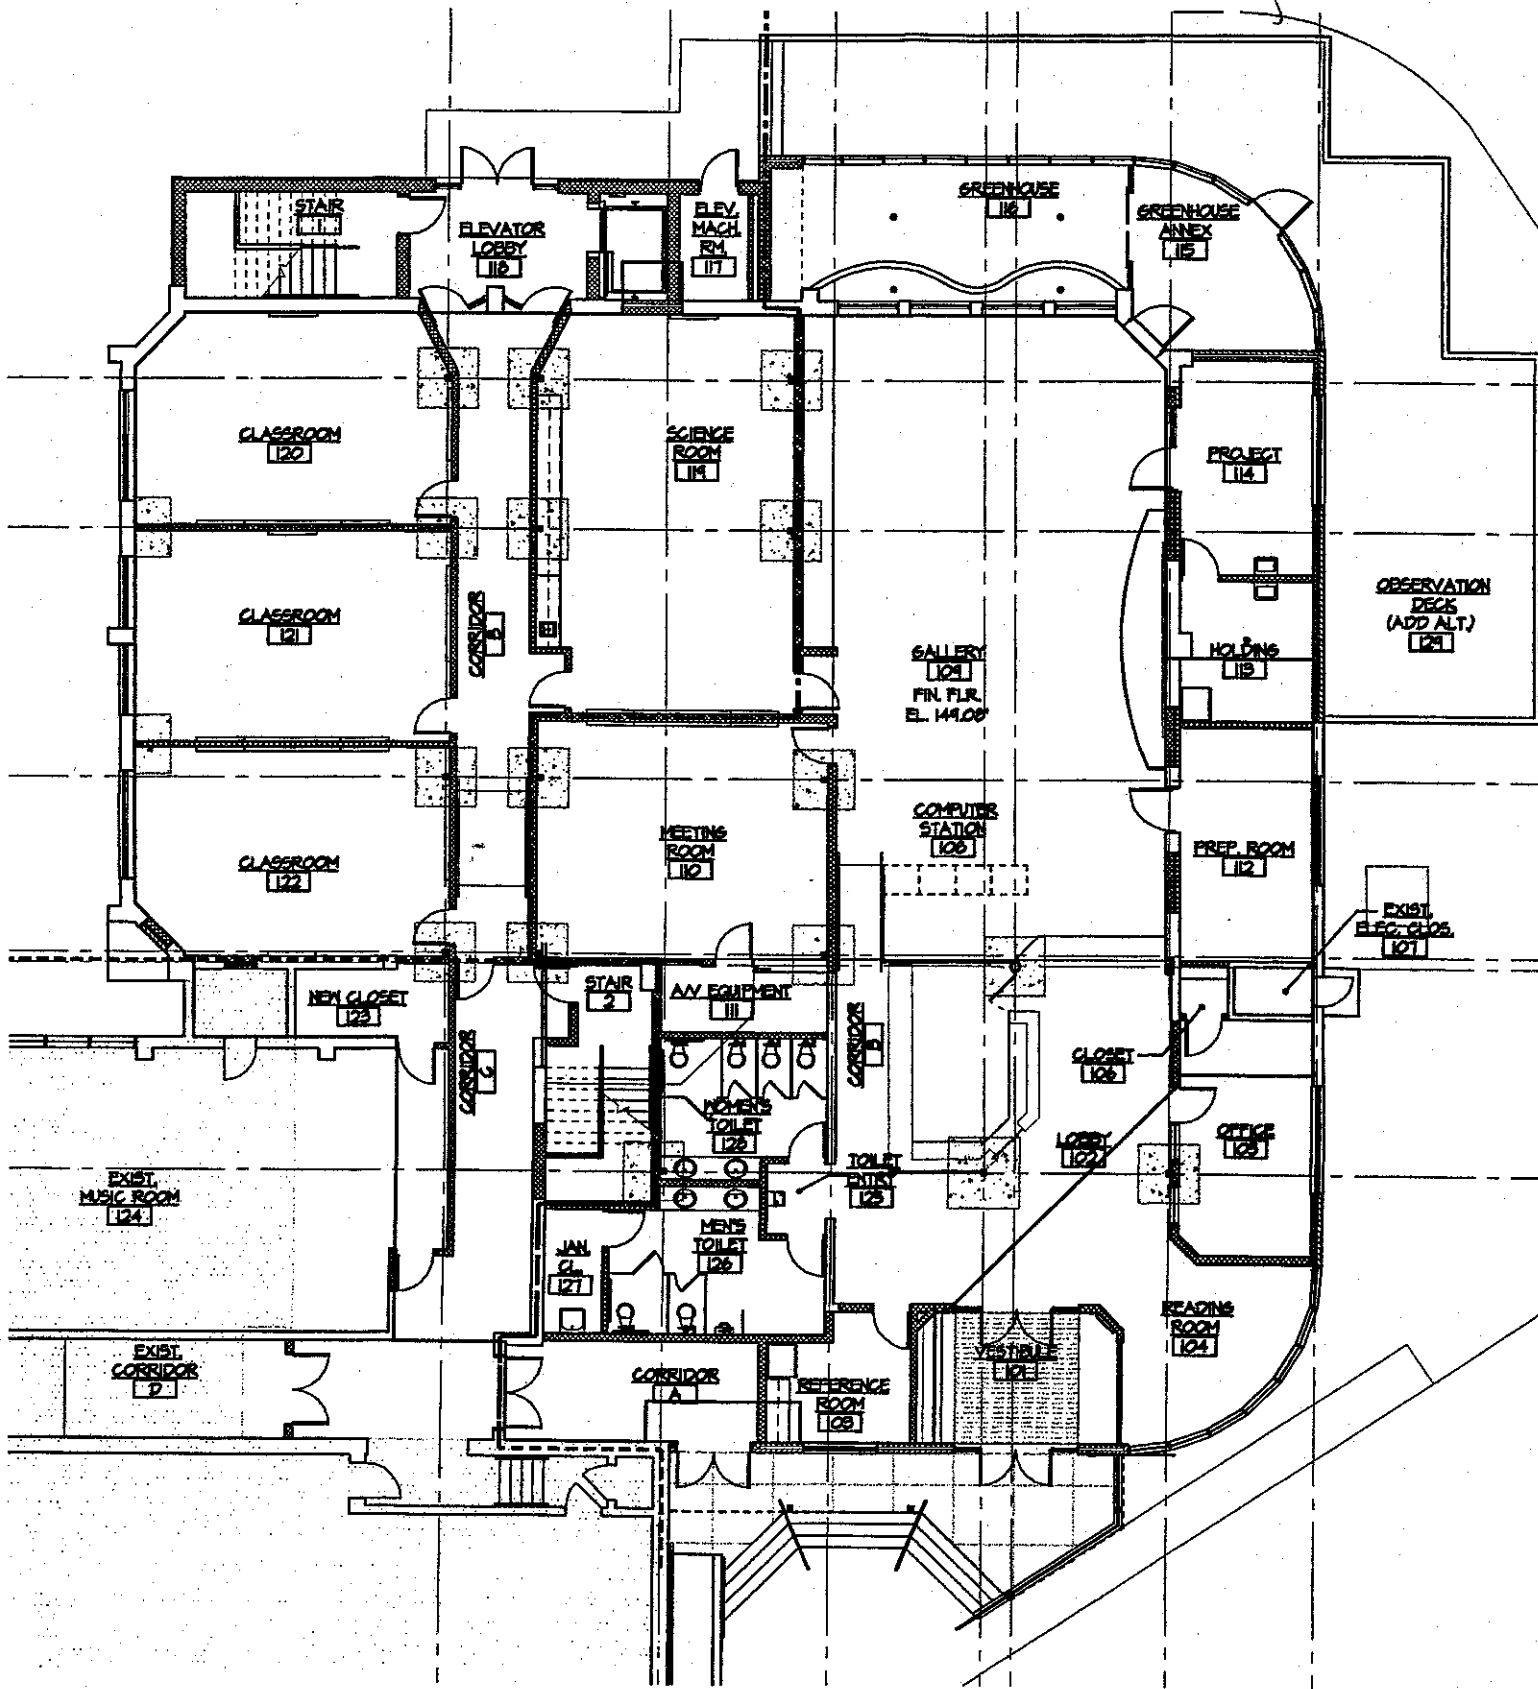 STAIR
1
ELEVATOR
LOBBY
118
ELEV.
MACH.
RM.
117
GREENHOUSE
116
GREENHOUSE
ANNEX
115
CLASSROOM
120
SCIENCE
ROOM
119
PROJECT
114
CLASSROOM
121
CORRIDOR
B
OBSERVATION
DECK
(ADD ALT.)
129
GALLERY
109
FIN. FLR.
EL. 149.08'
HOLDING
113
CLASSROOM
122
MEETING
ROOM
110
COMPUTER
STATION
108
PREP. ROOM
112
EXIST.
ELEC. CLOS.
107
NEW CLOSET
123
STAIR
2
A/V EQUIPMENT
111
CORRIDOR
C
CORRIDOR
B
CLOSET
106
WOMEN'S
TOILET
128
LOBBY
102
OFFICE
105
TOILET
ENTRY
125
EXIST.
MUSIC ROOM
124
JAN.
CL.
127
MEN'S
TOILET
126
READING
ROOM
104
EXIST.
CORRIDOR
D
CORRIDOR
A
REFERENCE
ROOM
103
VESTIBULE
101